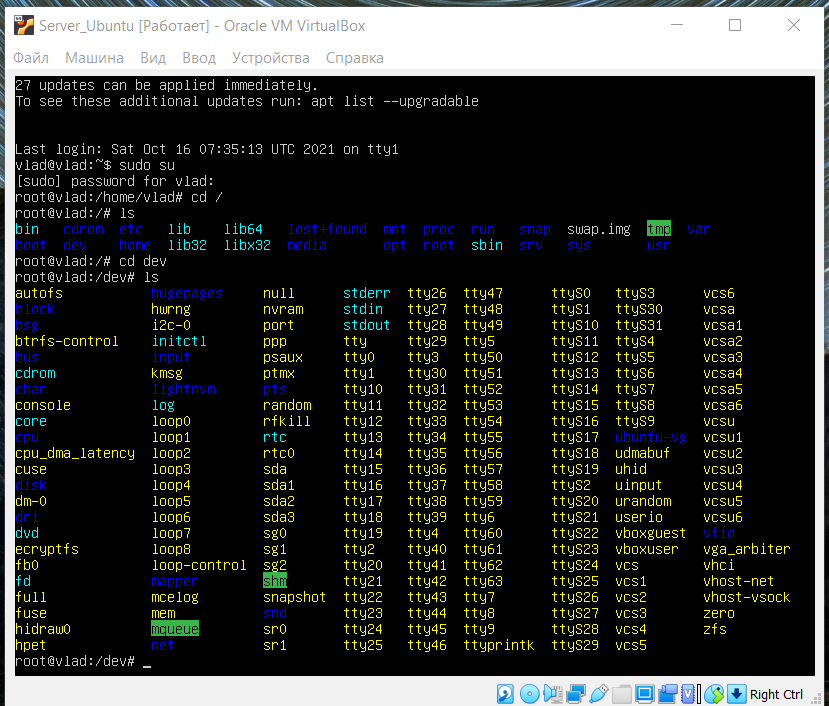 Server_Ubuntu [Работает] - Oracle VM VirtualBox
Файл Машина Вид Ввод Устройства Справка
27 updates can be applied immediately.
To see these additional updates run: apt list --upgradable
Last login: Sat Oct 16 07:35:13 UTC 2021 on tty1
vlad@vlad:~$ sudo su
[sudo] password for vlad:
root@vlad:/home/vlad# cd /
root@vlad:/# ls
bin cdrom etc lib lib64 lost+found mnt proc run snap swap.img tmp var
boot dev home lib32 libx32 media opt root sbin srv sys usr
root@vlad:/# cd dev
root@vlad:/dev# ls
autofs hugepages null stderr tty26 tty47 ttyS0 ttyS3 vcs6
block hwrng nvram stdin tty27 tty48 ttyS1 ttyS30 vcsa
bsg i2c-0 port stdout tty28 tty49 ttyS10 ttyS31 vcsa1
btrfs-control initctl ppp tty tty29 tty5 ttyS11 ttyS4 vcsa2
bus input psaux tty0 tty3 tty50 ttyS12 ttyS5 vcsa3
cdrom kmsg ptmx tty1 tty30 tty51 ttyS13 ttyS6 vcsa4
char lightnvm pts tty10 tty31 tty52 ttyS14 ttyS7 vcsa5
console log random tty11 tty32 tty53 ttyS15 ttyS8 vcsa6
core loop0 rfkill tty12 tty33 tty54 ttyS16 ttyS9 vcsu
cpu loop1 rtc tty13 tty34 tty55 ttyS17 ubuntu-vg vcsu1
cpu_dma_latency loop2 rtc0 tty14 tty35 tty56 ttyS18 udmabuf vcsu2
cuse loop3 sda tty15 tty36 tty57 ttyS19 uhid vcsu3
disk loop4 sda1 tty16 tty37 tty58 ttyS2 uinput vcsu4
dm-0 loop5 sda2 tty17 tty38 tty59 ttyS20 urandom vcsu5
dri loop6 sda3 tty18 tty39 tty6 ttyS21 userio vcsu6
dvd loop7 sg0 tty19 tty4 tty60 ttyS22 vboxguest vfio
ecryptfs loop8 sg1 tty2 tty40 tty61 ttyS23 vboxuser vga_arbiter
fb0 loop-control sg2 tty20 tty41 tty62 ttyS24 vcs vhci
fd mapper shm tty21 tty42 tty63 ttyS25 vcs1 vhost-net
full mcelog snapshot tty22 tty43 tty7 ttyS26 vcs2 vhost-vsock
fuse mem snd tty23 tty44 tty8 ttyS27 vcs3 zero
hidraw0 mqueue sr0 tty24 tty45 tty9 ttyS28 vcs4 zfs
hpet net sr1 tty25 tty46 ttyprintk ttyS29 vcs5
root@vlad:/dev# _
Right Ctrl